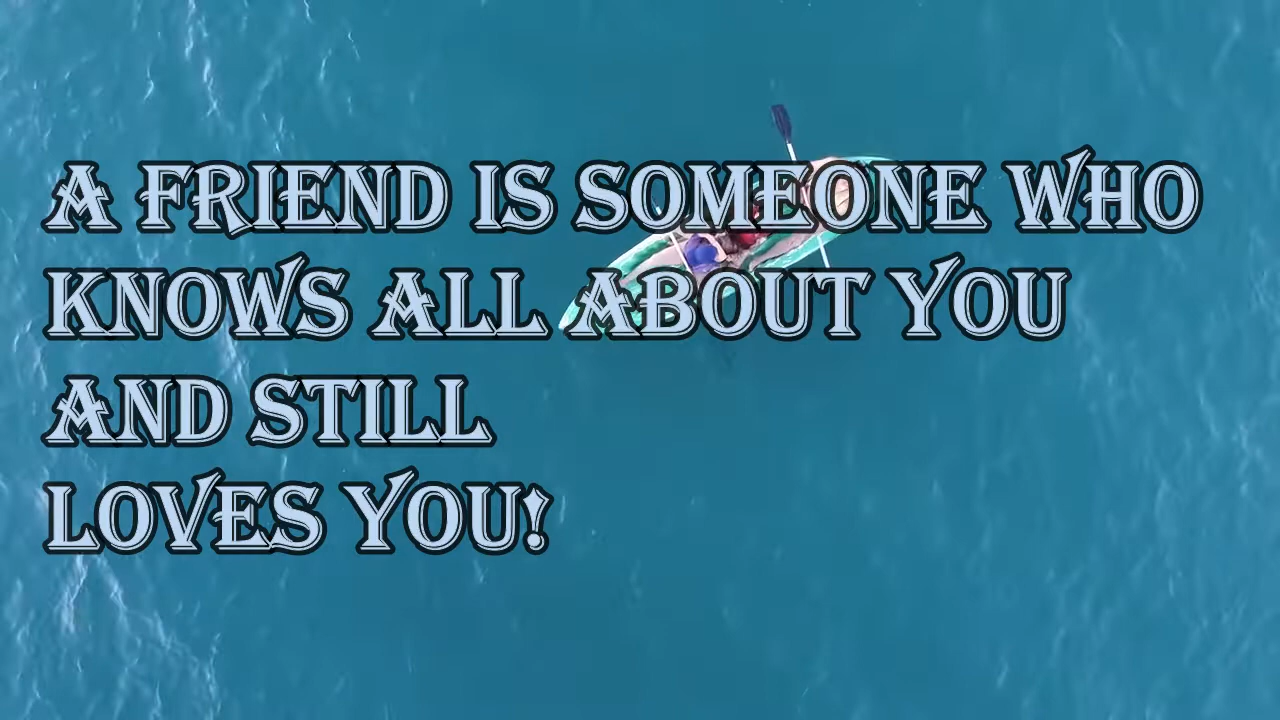 A FRIEND IS SOMEONE WHO
KNOWS ALL ABOUT YOU
AND STILL
LOVES YOU!